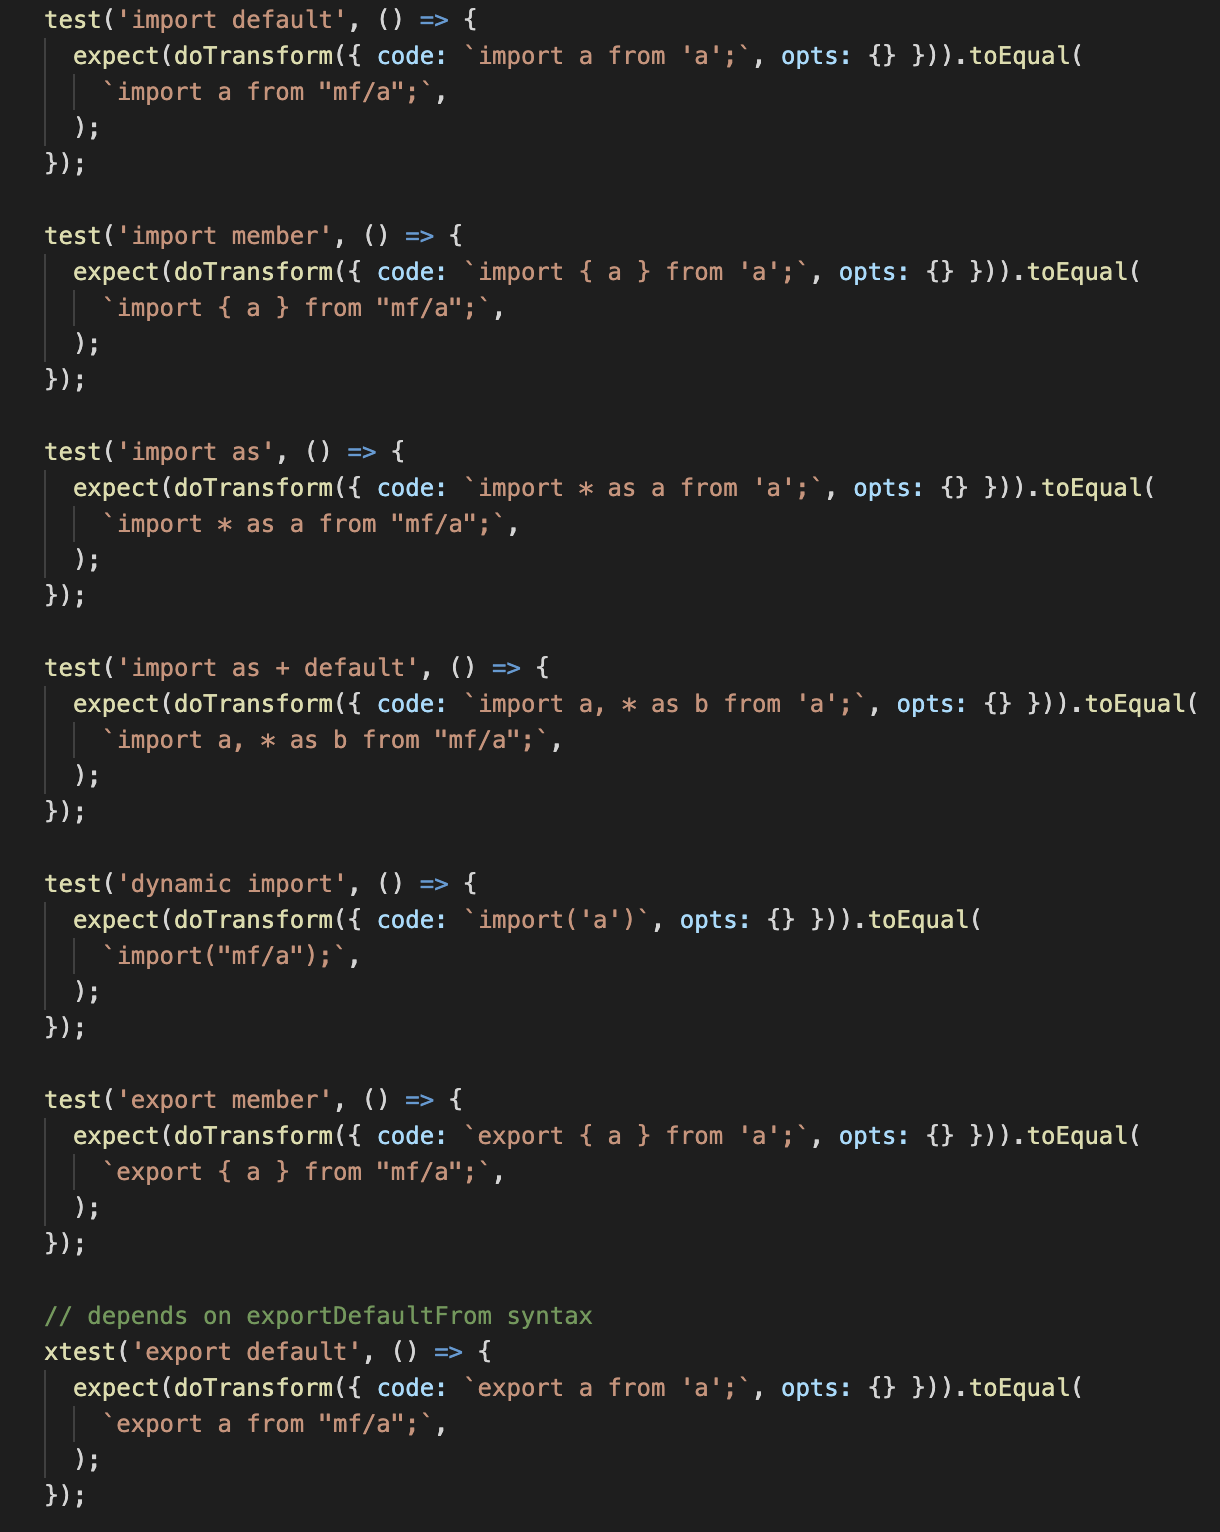 test('import default', () => {
  expect(doTransform({ code: `import a from 'a';`, opts: {} })).toEqual(
    `import a from "mf/a";`,
  );
});

test('import member', () => {
  expect(doTransform({ code: `import { a } from 'a';`, opts: {} })).toEqual(
    `import { a } from "mf/a";`,
  );
});

test('import as', () => {
  expect(doTransform({ code: `import * as a from 'a';`, opts: {} })).toEqual(
    `import * as a from "mf/a";`,
  );
});

test('import as + default', () => {
  expect(doTransform({ code: `import a, * as b from 'a';`, opts: {} })).toEqual(
    `import a, * as b from "mf/a";`,
  );
});

test('dynamic import', () => {
  expect(doTransform({ code: `import('a')`, opts: {} })).toEqual(
    `import("mf/a");`,
  );
});

test('export member', () => {
  expect(doTransform({ code: `export { a } from 'a';`, opts: {} })).toEqual(
    `export { a } from "mf/a";`,
  );
});

// depends on exportDefaultFrom syntax
xtest('export default', () => {
  expect(doTransform({ code: `export a from 'a';`, opts: {} })).toEqual(
    `export a from "mf/a";`,
  );
});